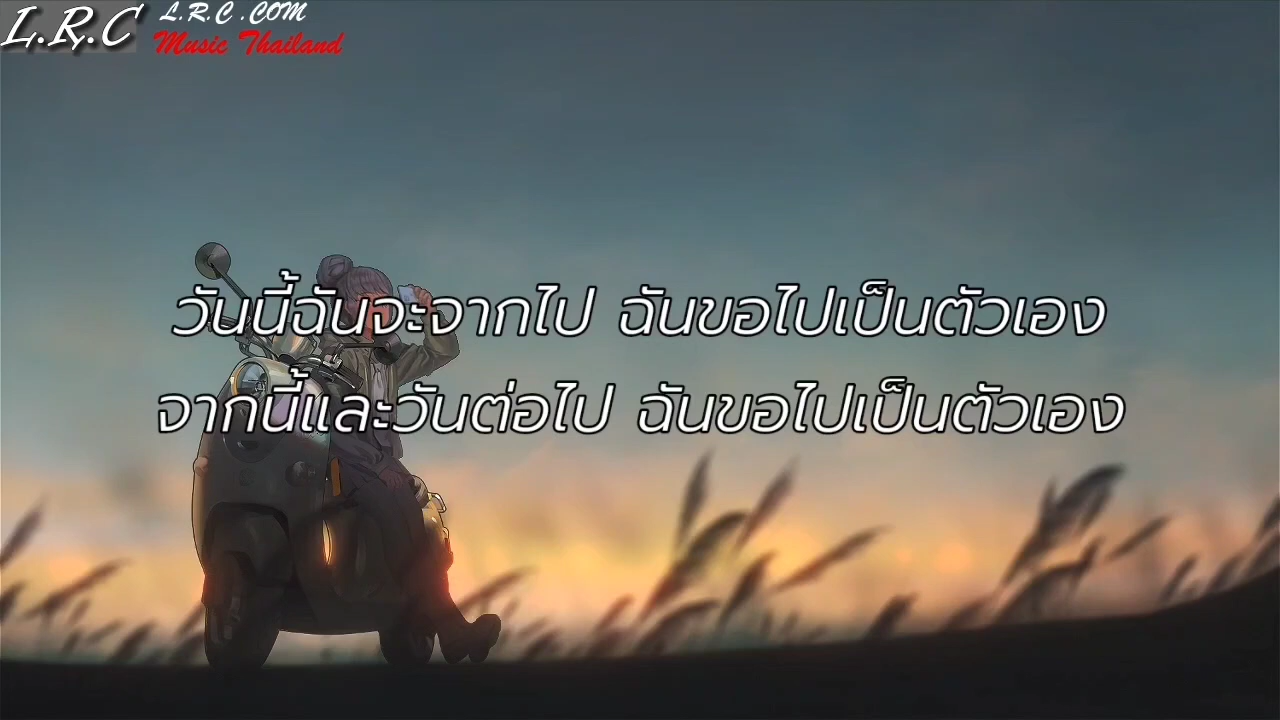 L.R.C
L.R.C .COM
Music Thailand
วันนี้ฉันจะจากไป ฉันขอไปเป็นตัวเอง
จากนี้และวันต่อไป ฉันขอไปเป็นตัวเอง